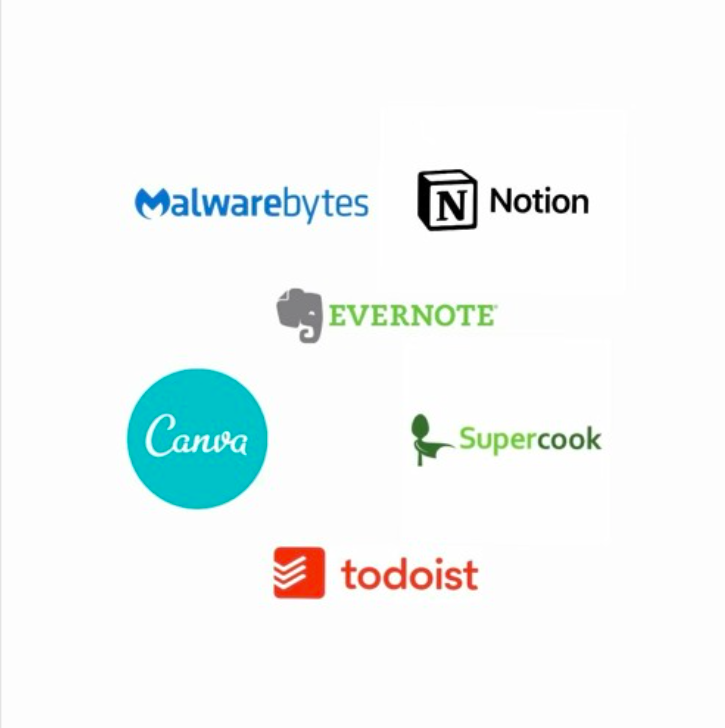 Malwarebytes
N Notion
EVERNOTE®
Canva
Supercook
todoist